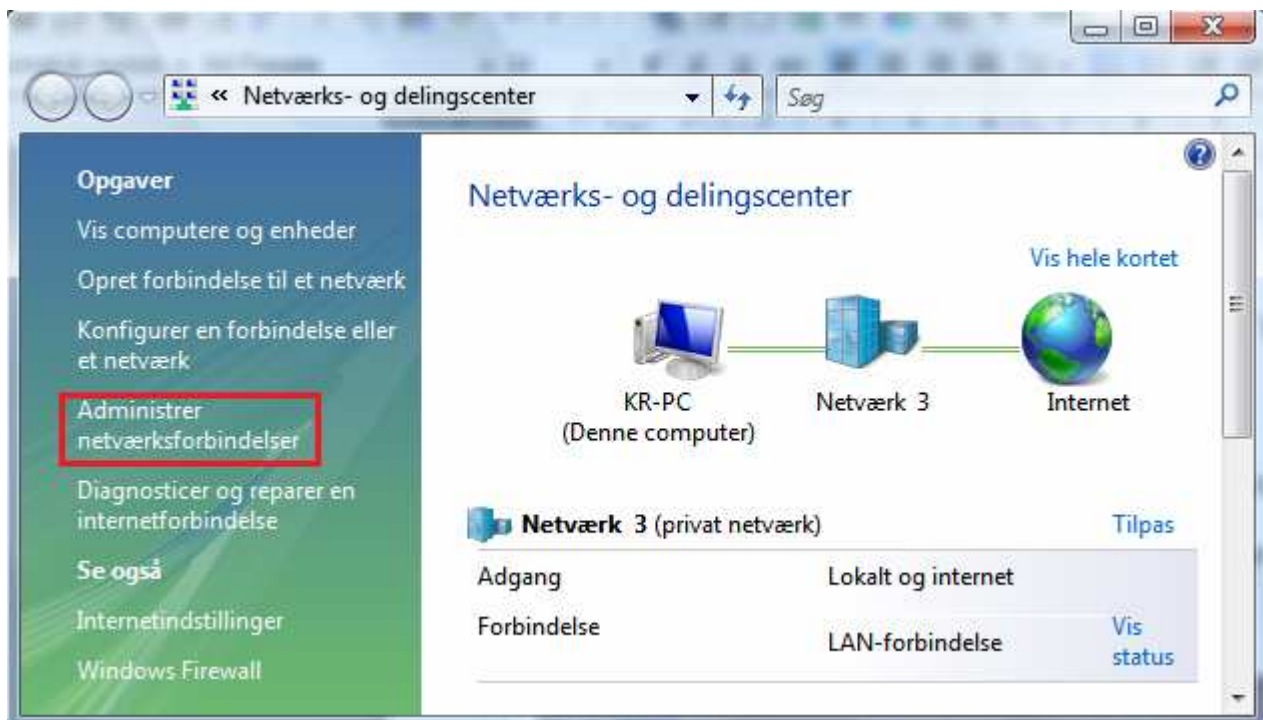 « Netværks- og delingscenter
Søg
Opgaver
Vis computere og enheder
Opret forbindelse til et netværk
Konfigurer en forbindelse eller
et netværk
Administrer
netværksforbindelser
Diagnosticer og reparer en
internetforbindelse
Se også
Internetindstillinger
Windows Firewall
Netværks- og delingscenter
Vis hele kortet
KR-PC
(Denne computer)
Netværk 3
Internet
Netværk 3 (privat netværk)
Tilpas
Adgang
Lokalt og internet
Forbindelse
LAN-forbindelse
Vis
status